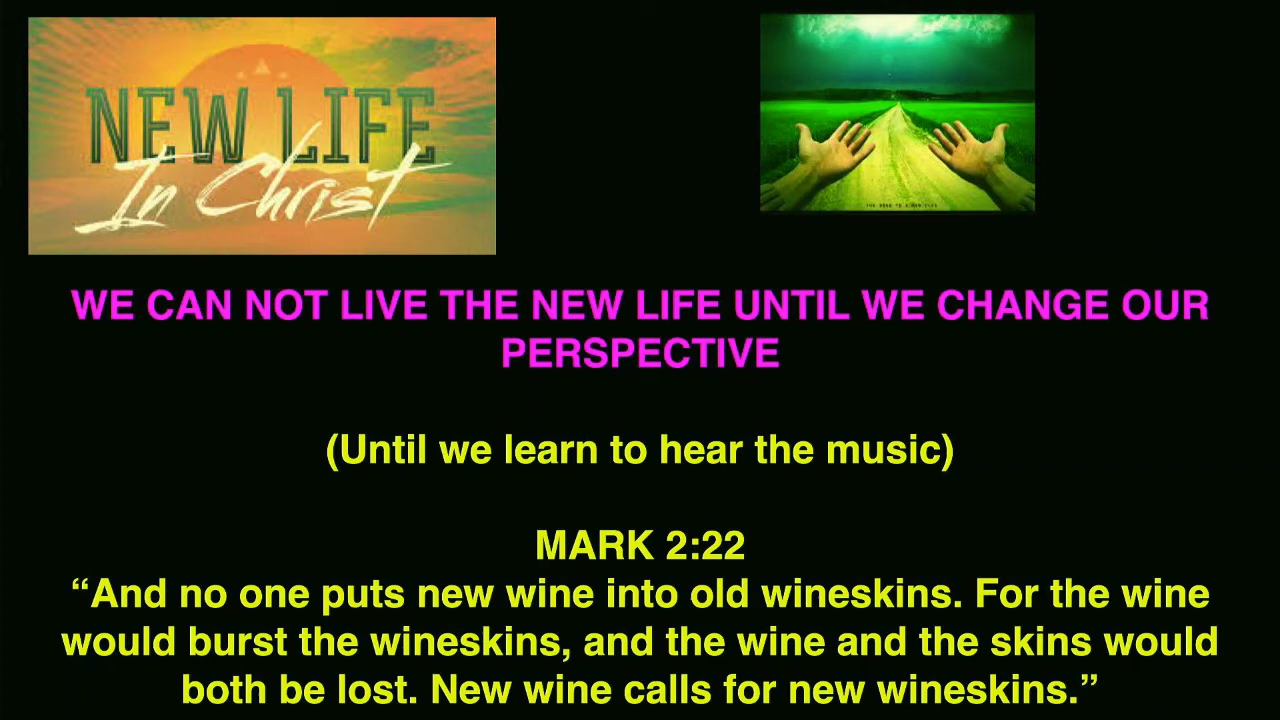 NEW LIFE
In Christ
WE CAN NOT LIVE THE NEW LIFE UNTIL WE CHANGE OUR
PERSPECTIVE
(Until we learn to hear the music)
MARK 2:22
“And no one puts new wine into old wineskins. For the wine
would burst the wineskins, and the wine and the skins would
both be lost. New wine calls for new wineskins.”